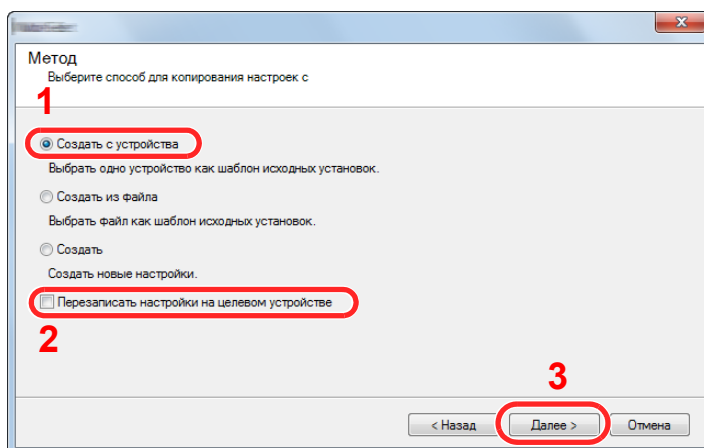 Метод
Выберите способ для копирования настроек с
1
Создать с устройства
Выбрать одно устройство как шаблон исходных установок.
Создать из файла
Выбрать файл как шаблон исходных установок.
Создать
Создать новые настройки.
Перезаписать настройки на целевом устройстве
2
3
< Назад Далее > Отмена